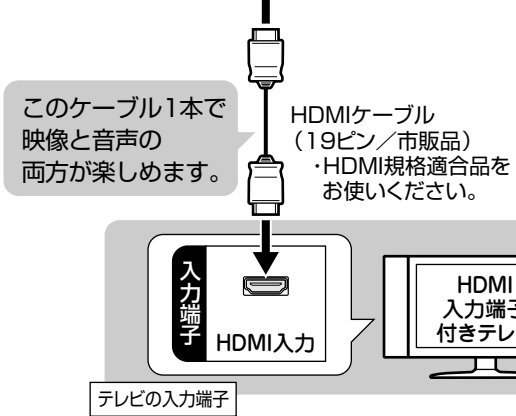 このケーブル1本で
映像と音声の
両方が楽しめます。
HDMIケーブル
（19ピン／市販品）
・HDMI規格適合品を
お使いください。
入力端子
HDMI入力
HDMI
入力端子
付きテレ
テレビの入力端子